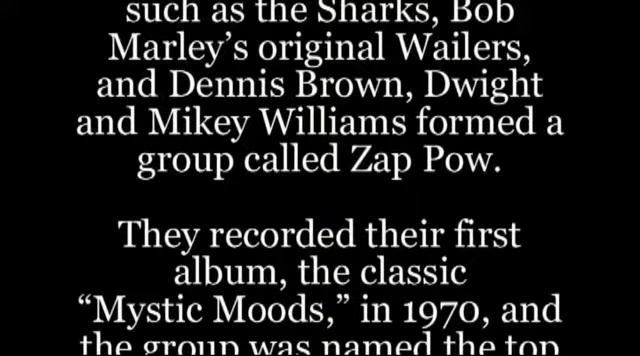 such as the Sharks, Bob
Marley's original Wailers,
and Dennis Brown, Dwight
and Mikey Williams formed a
group called Zap Pow.
They recorded their first
album, the classic
“Mystic Moods,” in 1970, and
the group was named the top